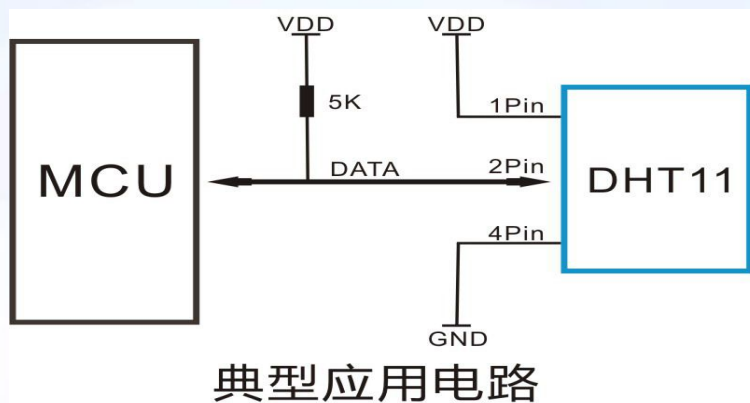 VDD
VDD
5K
1Pin
MCU
DATA
2Pin
DHT11
4Pin
GND
典型应用电路